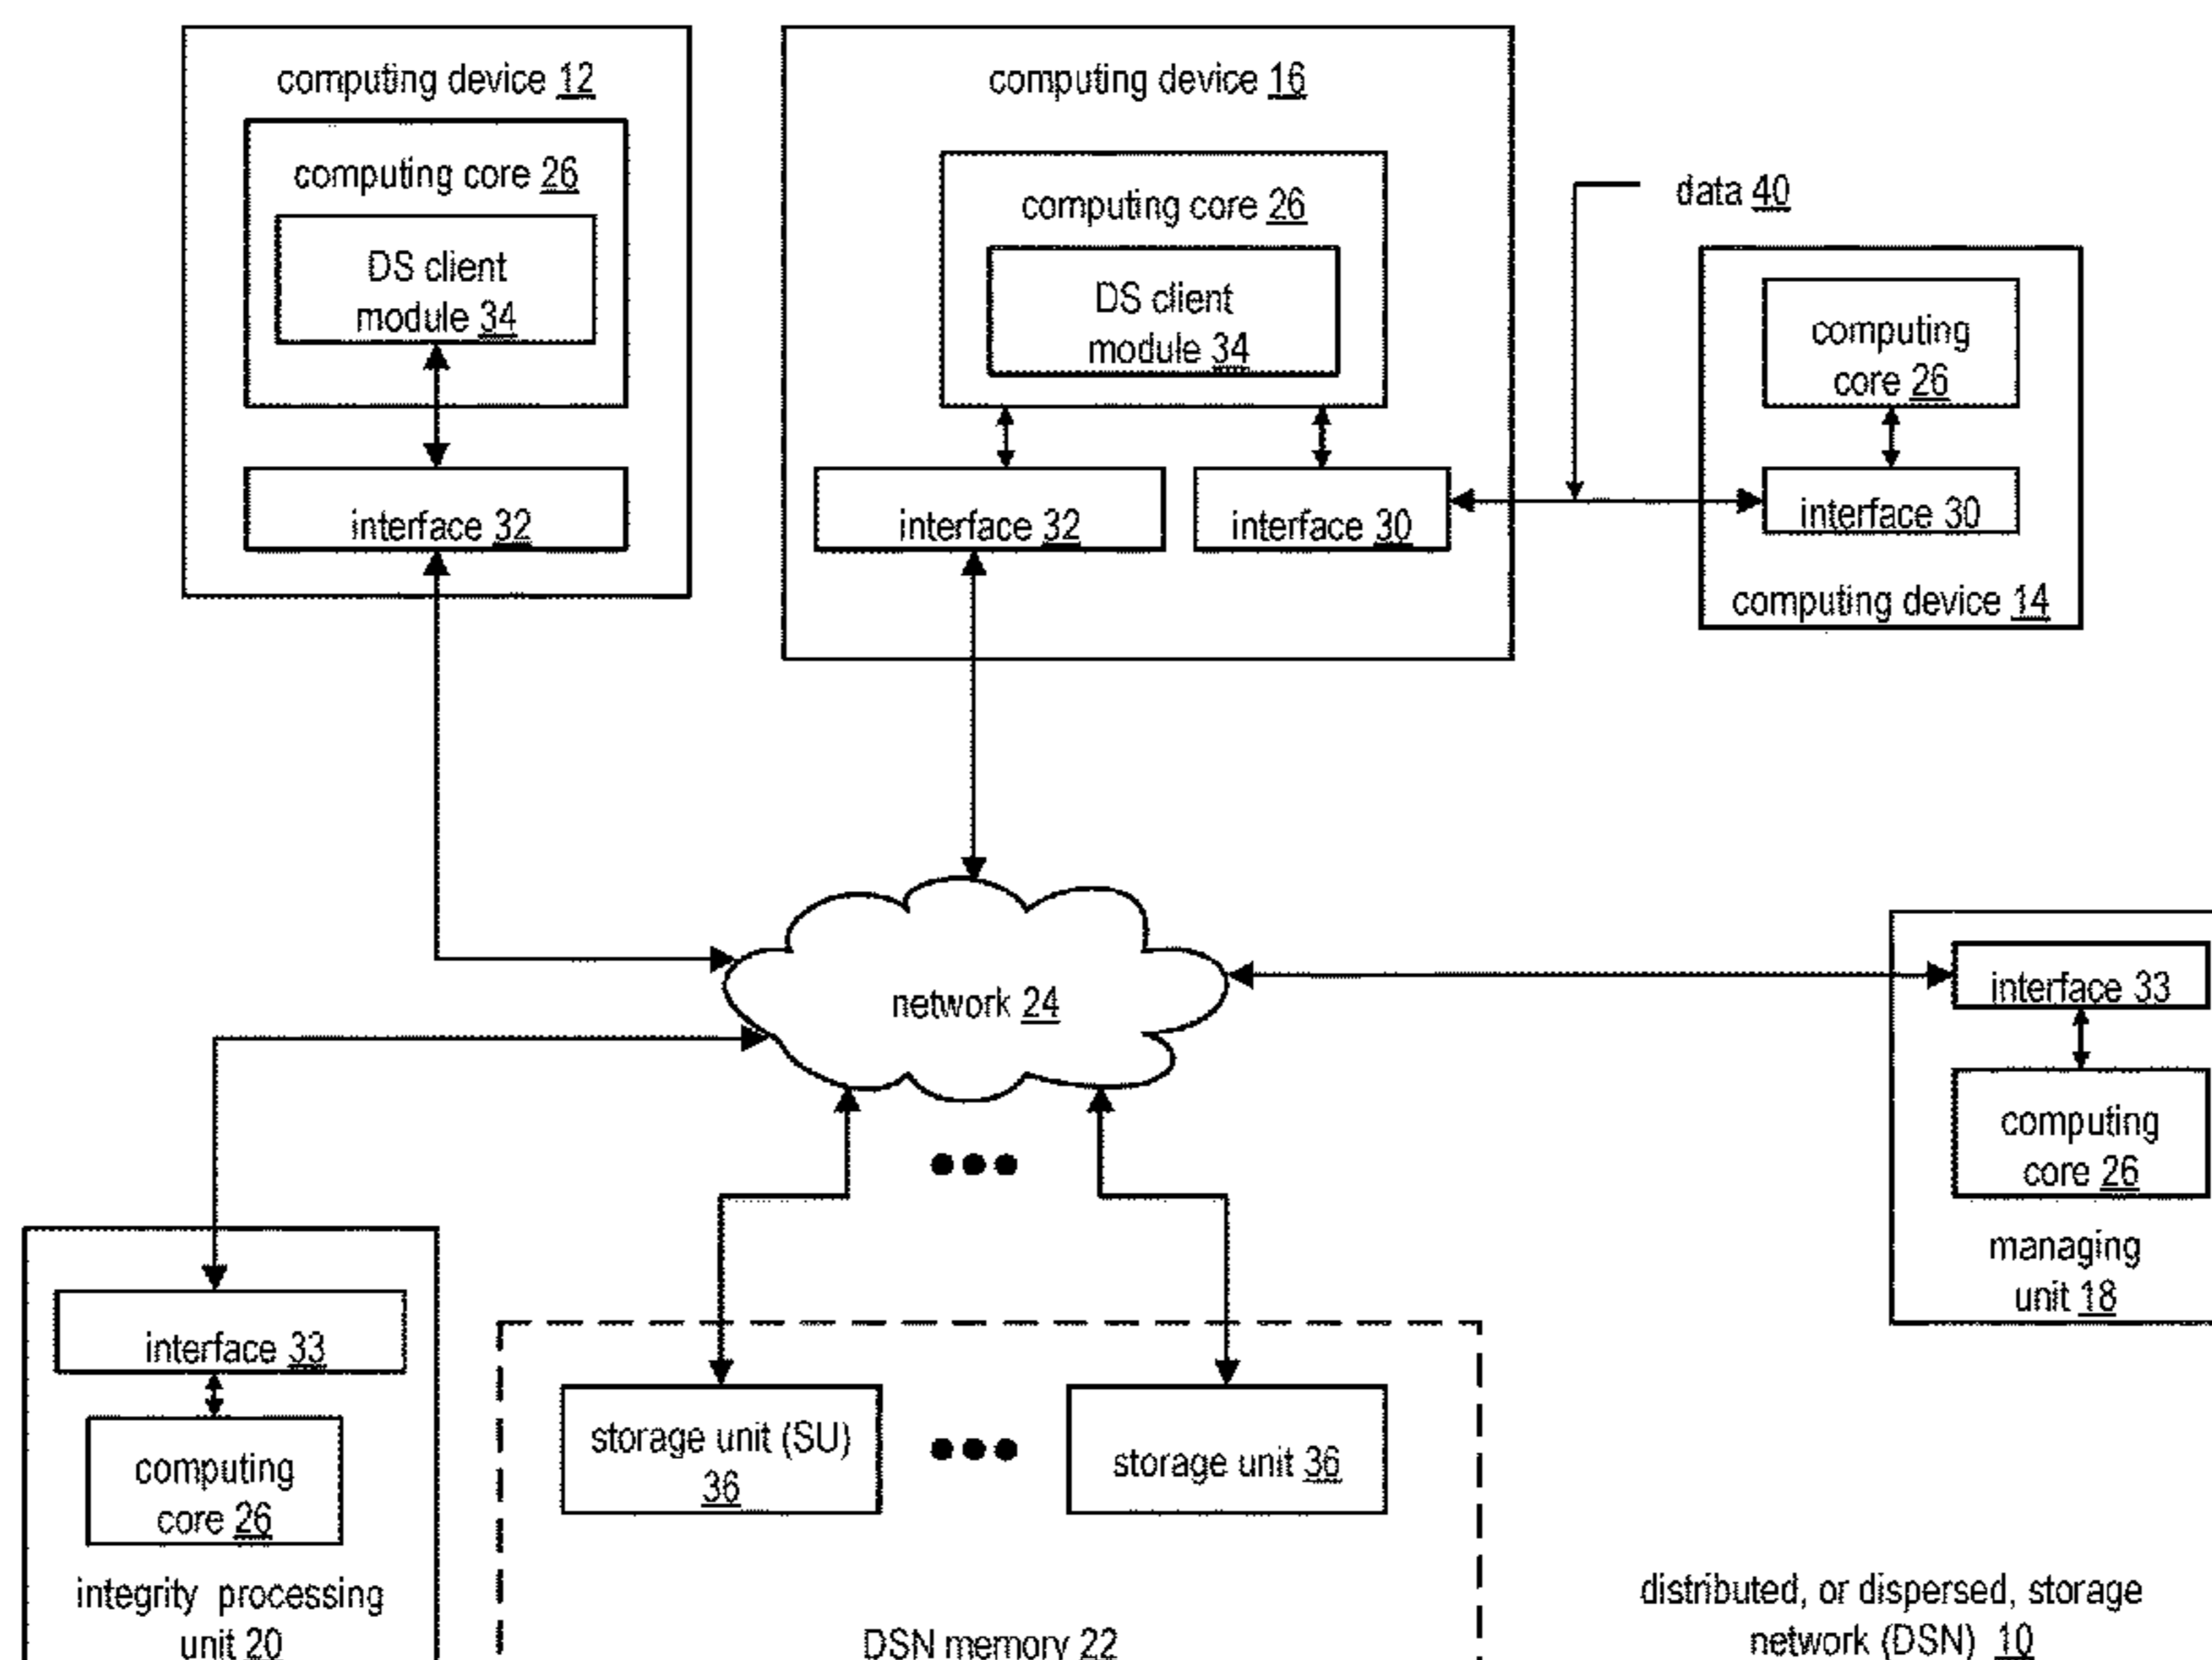 computing device 12
computing core 26
DS client
module 34
interface 32
computing device 16
computing core 26
DS client
module 34
interface 32
interface 30
data 40
computing
core 26
interface 30
computing device 14
network 24
interface 33
computing
core 26
managing
unit 18
interface 33
computing
core 26
integrity processing
unit 20
storage unit (SU)
36
storage unit 36
DSN memory 22
distributed, or dispersed, storage
network (DSN) 10